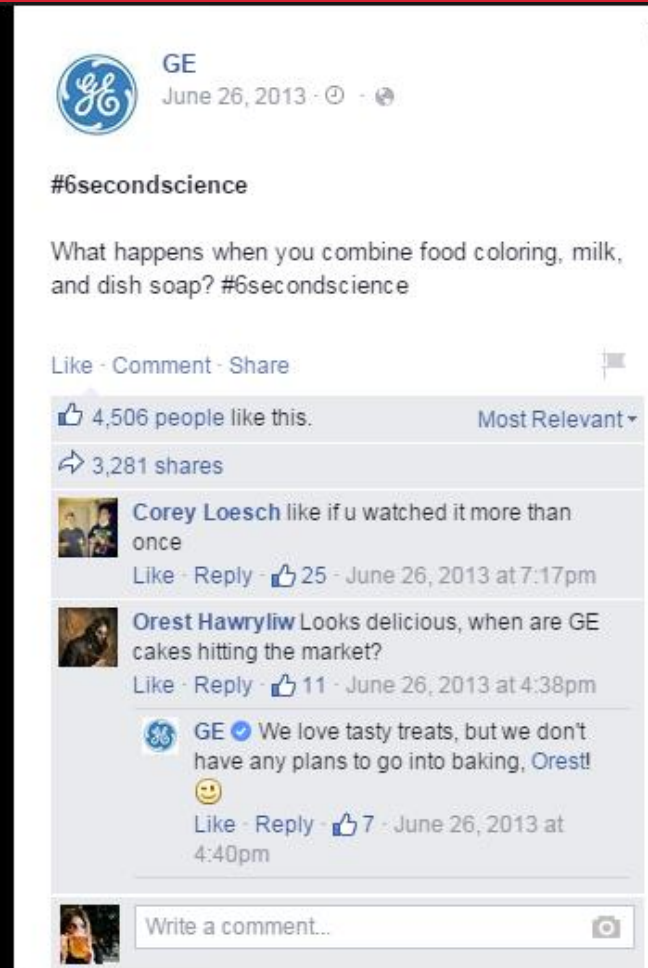 GE
June 26, 2013 · ·
#6secondscience
What happens when you combine food coloring, milk,
and dish soap? #6secondscience
Like · Comment · Share
4,506 people like this. Most Relevant
3,281 shares
Corey Loesch like if u watched it more than
once
Like · Reply · 25 · June 26, 2013 at 7:17pm
Orest Hawryliw Looks delicious, when are GE
cakes hitting the market?
Like · Reply · 11 · June 26, 2013 at 4:38pm
GE We love tasty treats, but we don't
have any plans to go into baking, Orest!
Like · Reply · 7 · June 26, 2013 at
4:40pm
Write a comment...